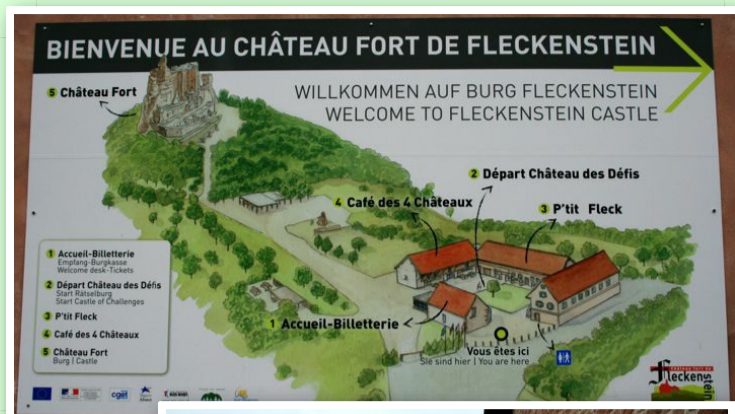 BIENVENUE AU CHÂTEAU FORT DE FLECKENSTEIN
WILLKOMMEN AUF BURG FLECKENSTEIN
WELCOME TO FLECKENSTEIN CASTLE
5 Château Fort
2 Départ Château des Défis
4 Café des 4 Châteaux
3 P'tit Fleck
1 Accueil-Billetterie
Empfang-Burgkasse
Welcome desk-Tickets
2 Départ Château des Défis
Start Rätselburg
Start Castle of Challenges
3 P'tit Fleck
4 Café des 4 Châteaux
5 Château Fort
Burg | Castle
1 Accueil-Billetterie
Vous êtes ici
Sie sind hier | You are here
cget
Fleckenstein